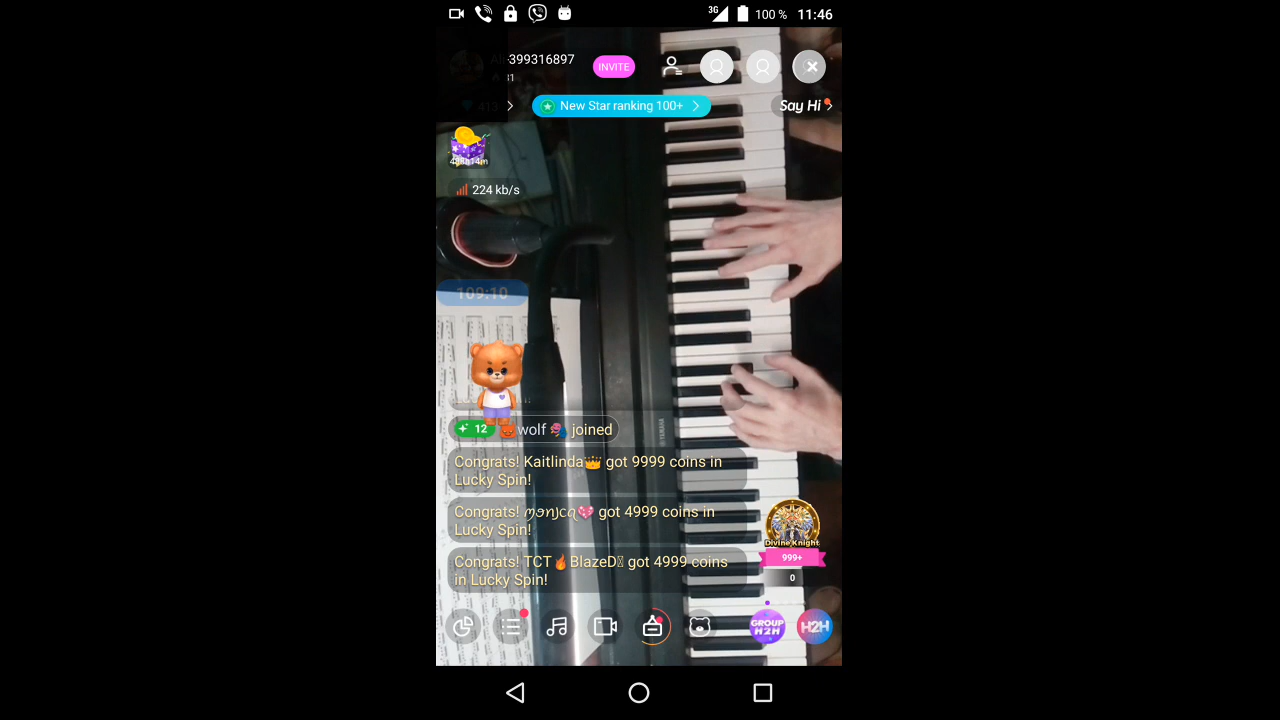 3G 100 % 11:46
399316897
INVITE
New Star ranking 100+
Say Hi
224 kb/s
109:10
12 wolf joined
Congrats! Kaitlinda👑 got 9999 coins in
Lucky Spin!
YAMAHA
Congrats! got 4999 coins in
Lucky Spin!
Congrats! TCT🔥BlazeD got 4999 coins
in Lucky Spin!
Divine Knight
999+
0
GROUP
H2H
H2H